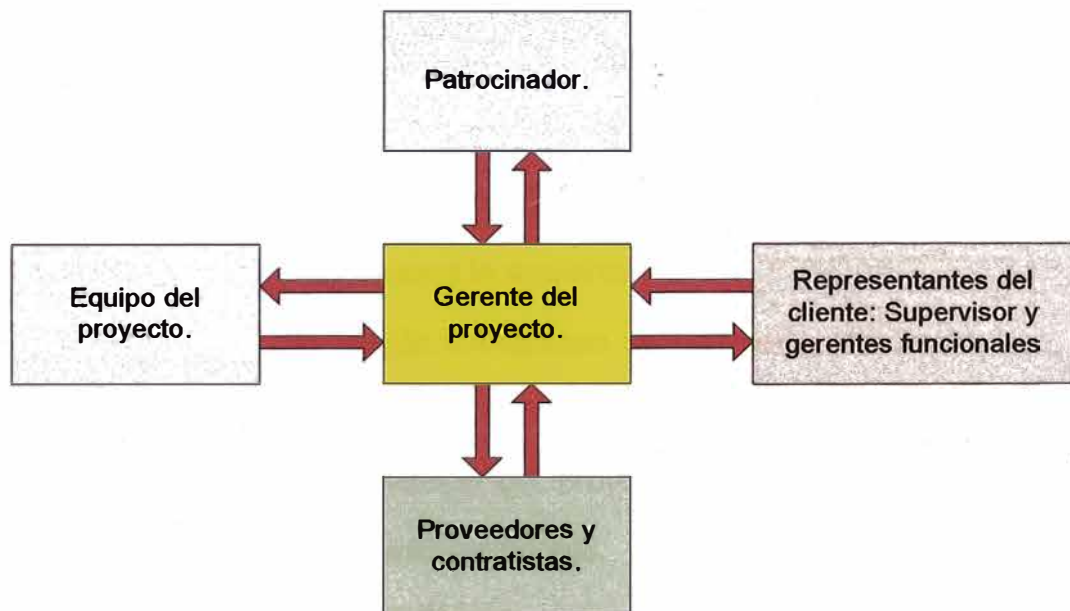 Patrocinador.
Equipo del
proyecto.
Gerente del
proyecto.
Representantes del
cliente: Supervisor y
gerentes funcionales
Proveedores y
contratistas.